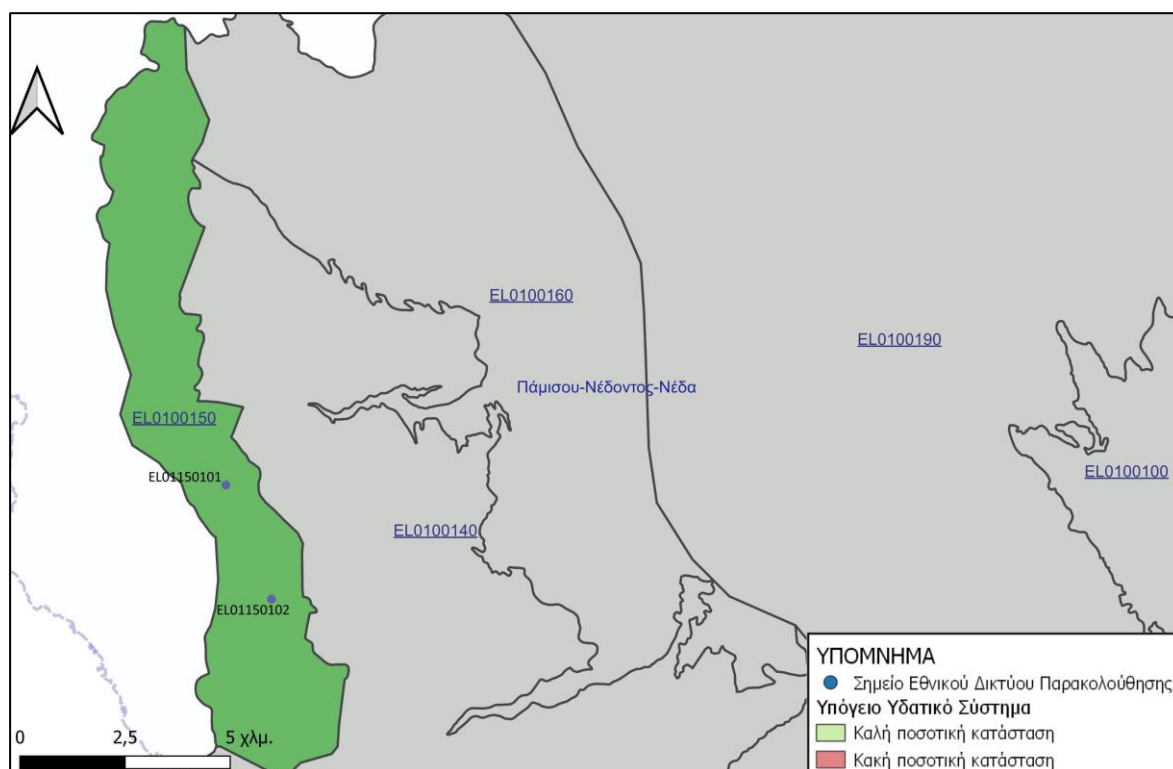 EL0100160
EL0100190
Πάμισου-Νέδοντος-Νέδα
EL0100150
EL0100100
EL01150101
EL0100140
EL01150102
ΥΠΟΜΝΗΜΑ
Σημείο Εθνικού Δικτύου Παρακολούθησης
Υπόγειο Υδατικό Σύστημα
Καλή ποσοτική κατάσταση
Κακή ποσοτική κατάσταση
0 2,5 5 χλμ.